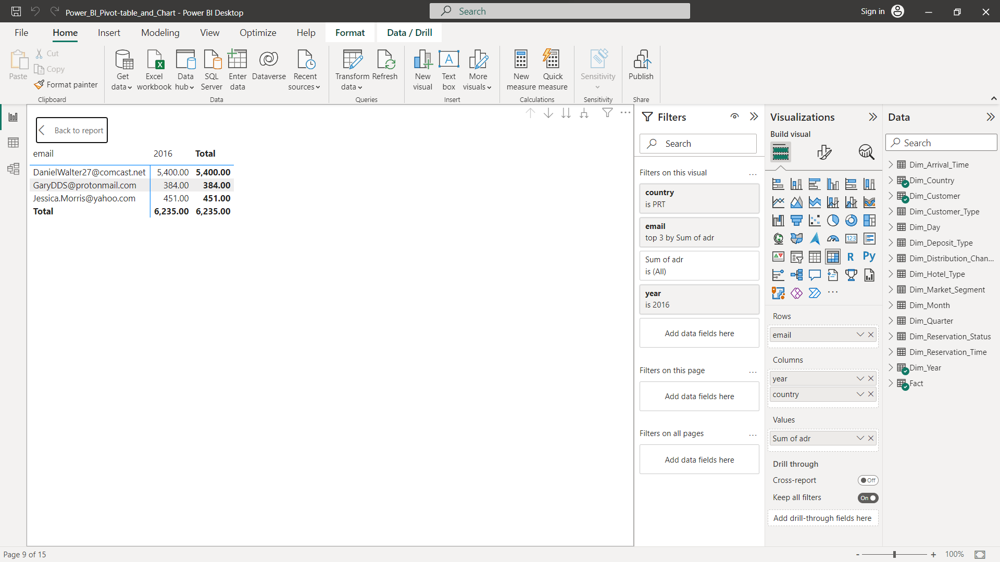 Power_BI_Pivot-table_and_Chart - Power BI Desktop
Search
Sign in
File Home Insert Modeling View Optimize Help Format Data / Drill
Paste
Cut
Copy
Format painter
Clipboard
Get data
Excel workbook
Data hub
SQL Server
Enter data
Dataverse
Recent sources
Data
Transform data
Refresh
Queries
New visual
Text box
More visuals
Insert
New measure
Quick measure
Calculations
Sensitivity
Sensitivity
Publish
Share
Back to report
email 2016 Total
DanielWalter27@comcast.net 5,400.00 5,400.00
GaryDDS@protonmail.com 384.00 384.00
Jessica.Morris@yahoo.com 451.00 451.00
Total 6,235.00 6,235.00
Filters
Search
Filters on this visual
country
is PRT
email
top 3 by Sum of adr
Sum of adr
is (All)
year
is 2016
Add data fields here
Filters on this page
Add data fields here
Filters on all pages
Add data fields here
Visualizations
Build visual
123
R
Py
Rows
email
Columns
year
country
Values
Sum of adr
Drill through
Cross-report
Off
Keep all filters
On
Add drill-through fields here
Data
Search
Dim_Arrival_Time
Dim_Country
Dim_Customer
Dim_Customer_Type
Dim_Day
Dim_Deposit_Type
Dim_Distribution_Chan...
Dim_Hotel_Type
Dim_Market_Segment
Dim_Month
Dim_Quarter
Dim_Reservation_Status
Dim_Reservation_Time
Dim_Year
Fact
Page 9 of 15
- + 100%